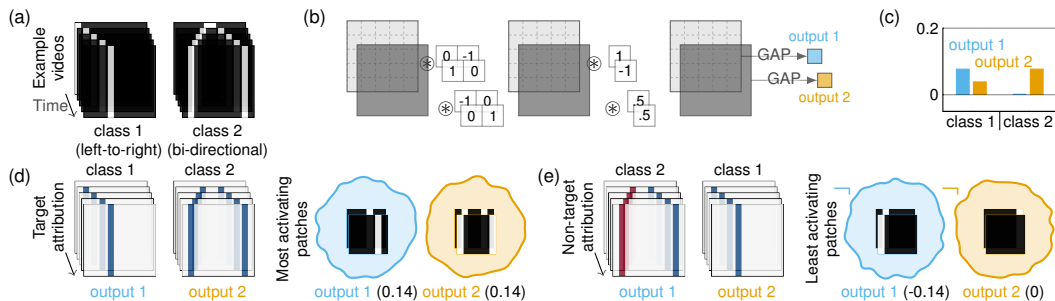 (a)
Example
videos
Time
class 1
(left-to-right)
class 2
(bi-directional)
(b)
0 -1
1 0
-1 0
0 1
1
-1
.5
.5
GAP
GAP
output 1
output 2
(c)
0.2
0
output 1
output 2
class 1 class 2
(d)
Target
attribution
class 1
class 2
output 1
output 2
Most activating
patches
output 1 (0.14)
output 2 (0.14)
(e)
Non-target
attribution
class 2
class 1
output 1
output 2
Least activating
patches
output 1 (-0.14)
output 2 (0)